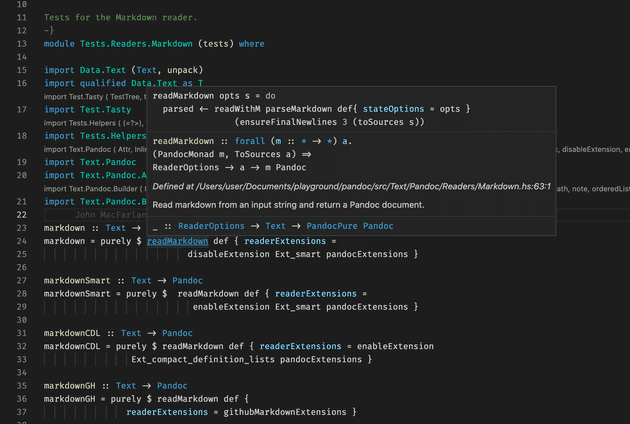 10
11 Tests for the Markdown reader.
12 -}
13 module Tests.Readers.Markdown (tests) where
14
15 import Data.Text (Text, unpack)
16 import qualified Data.Text as T
import Test.Tasty ( TestTree, t
17 import Test.Tasty
import Tests.Helpers ( (=?>),
18 import Tests.Helpers
import Text.Pandoc ( Attr, Inlin
, disableExtension, en
19 import Text.Pandoc
20 import Text.Pandoc.A
import Text.Pandoc.Builder (
ath, note, orderedList
21 import Text.Pandoc.B
22 John MacFarlan
23 markdown :: Text →
24 markdown = purely $ readMarkdown def { readerExtensions =
25 disableExtension Ext_smart pandocExtensions }
26
27 markdownSmart :: Text → Pandoc
28 markdownSmart = purely $ readMarkdown def { readerExtensions =
29 enableExtension Ext_smart pandocExtensions }
30
31 markdownCDL :: Text → Pandoc
32 markdownCDL = purely $ readMarkdown def { readerExtensions = enableExtension
33 Ext_compact_definition_lists pandocExtensions }
34
35 markdownGH :: Text → Pandoc
36 markdownGH = purely $ readMarkdown def {
37 readerExtensions = githubMarkdownExtensions }
readMarkdown opts s = do
parsed ← readWithM parseMarkdown def{ stateOptions = opts }
(ensureFinalNewlines 3 (toSources s))
readMarkdown :: forall (m :: * → *) a.
(PandocMonad m, ToSources a) ⇒
ReaderOptions → a → m Pandoc
Defined at /Users/user/Documents/playground/pandoc/src/Text/Pandoc/Readers/Markdown.hs:63:1
Read markdown from an input string and return a Pandoc document.
_ :: ReaderOptions → Text → PandocPure Pandoc